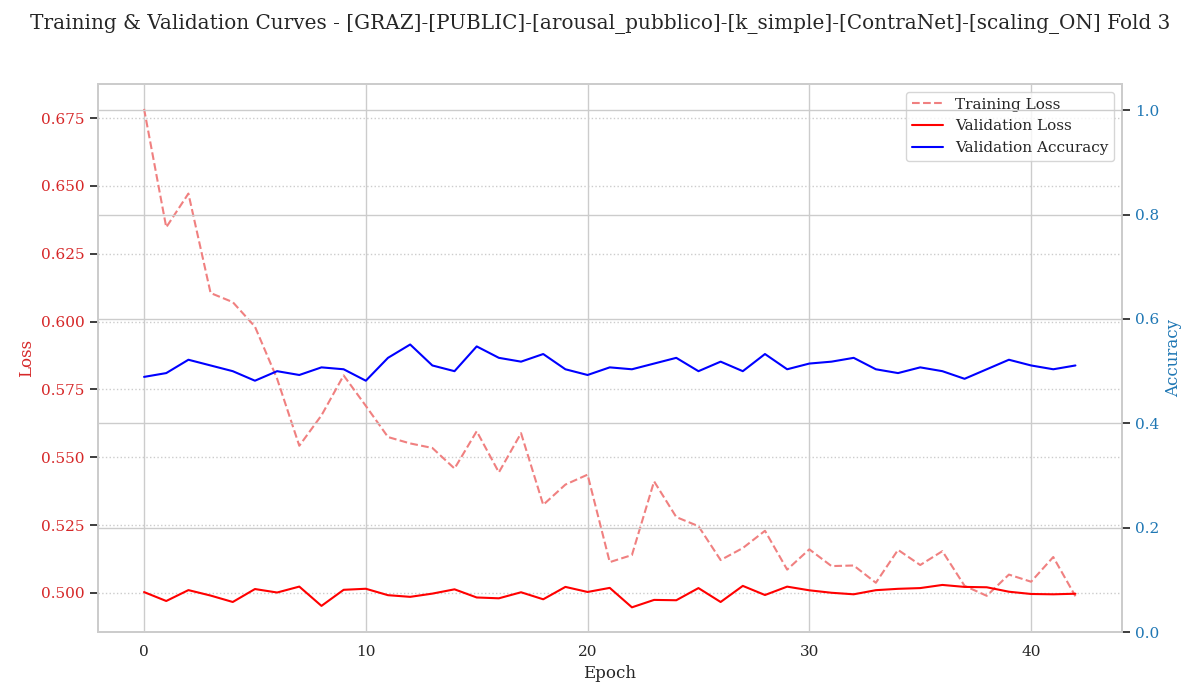 Training & Validation Curves - [GRAZ]-[PUBLIC]-[arousal_pubblico]-[k_simple]-[ContraNet]-[scaling_ON] Fold 3
Training Loss
Validation Loss
Validation Accuracy
0.675
0.650
0.625
0.600
0.575
0.550
0.525
0.500
Loss
1.0
0.8
0.6
0.4
0.2
0.0
Accuracy
0
10
20
30
40
Epoch